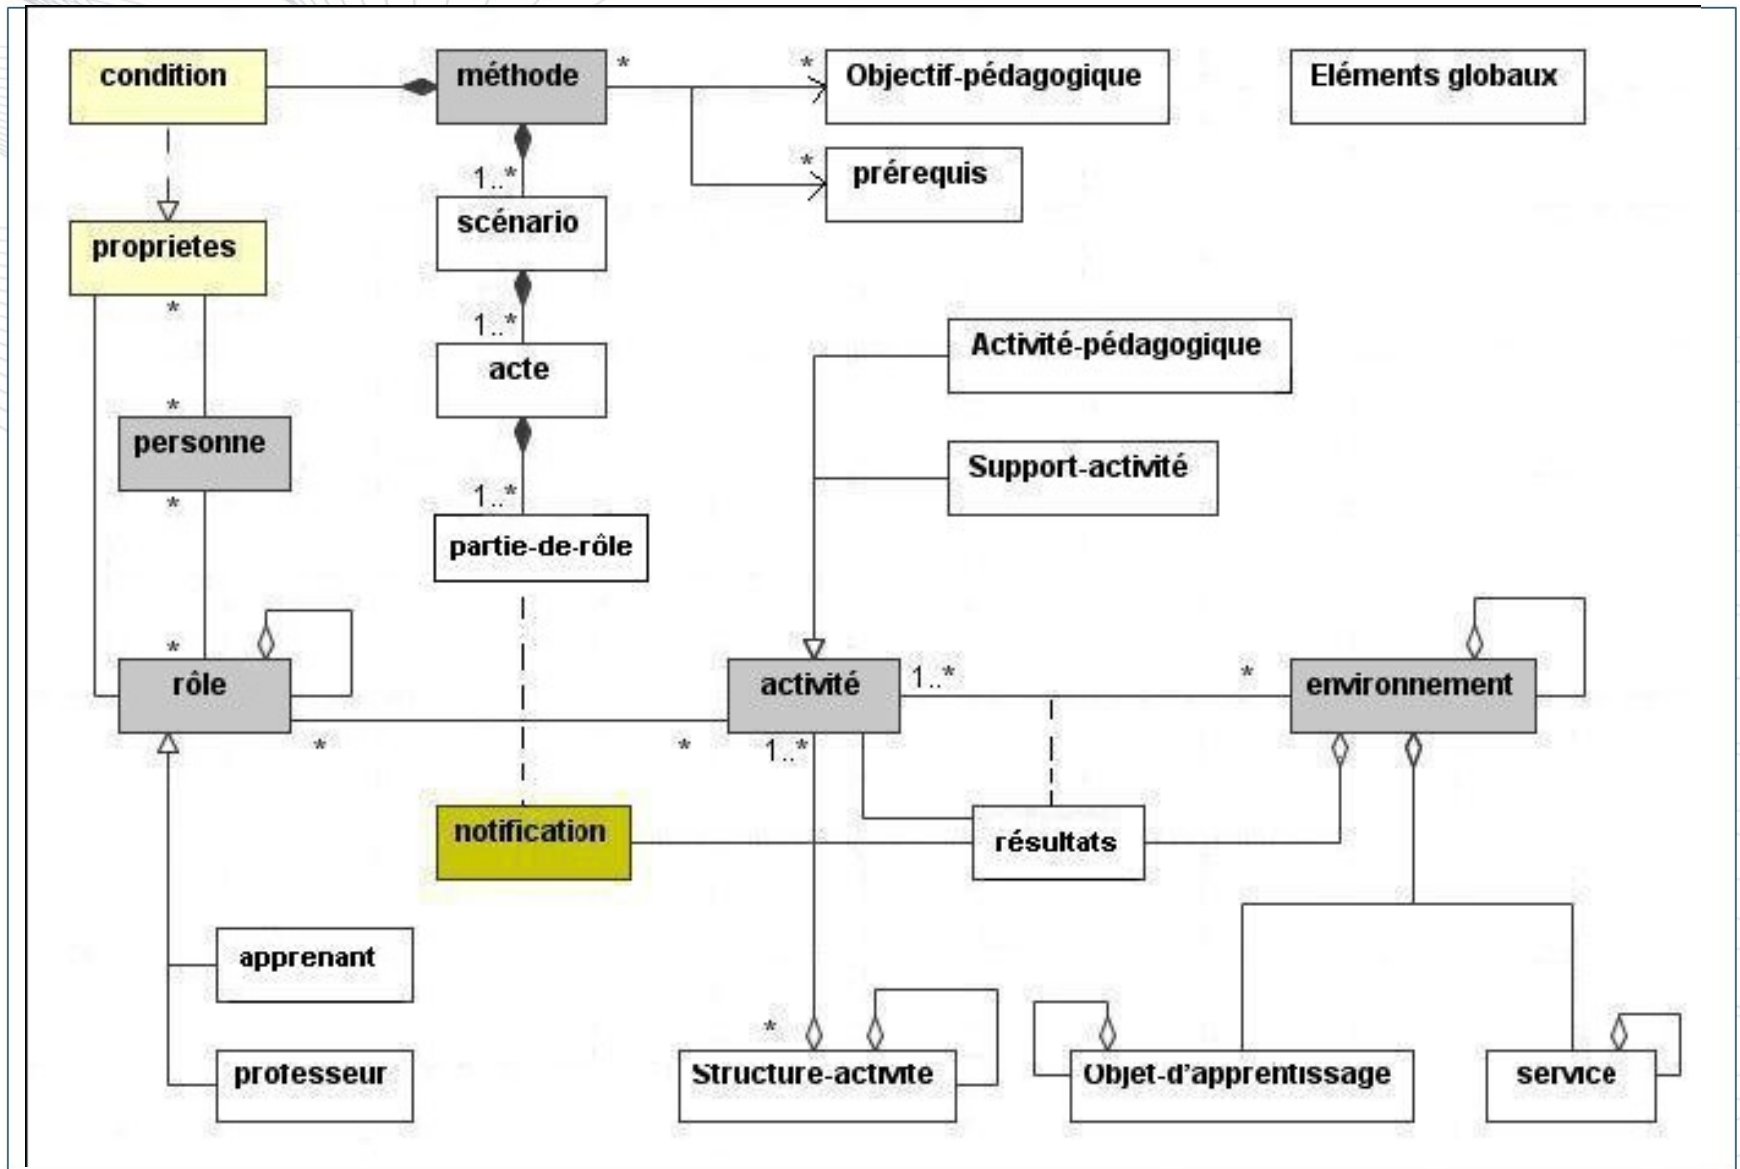 condition
méthode
*
*
Objectif-pédagogique
Eléments globaux
*
prérequis
1..*
scénario
proprietes
*
1..*
acte
Activité-pédagogique
*
personne
*
Support-activité
1..*
partie-de-rôle
*
rôle
activité
1..*
*
environnement
*
*
1..*
notification
résultats
apprenant
professeur
*
Structure-activité
Objet-d'apprentissage
service